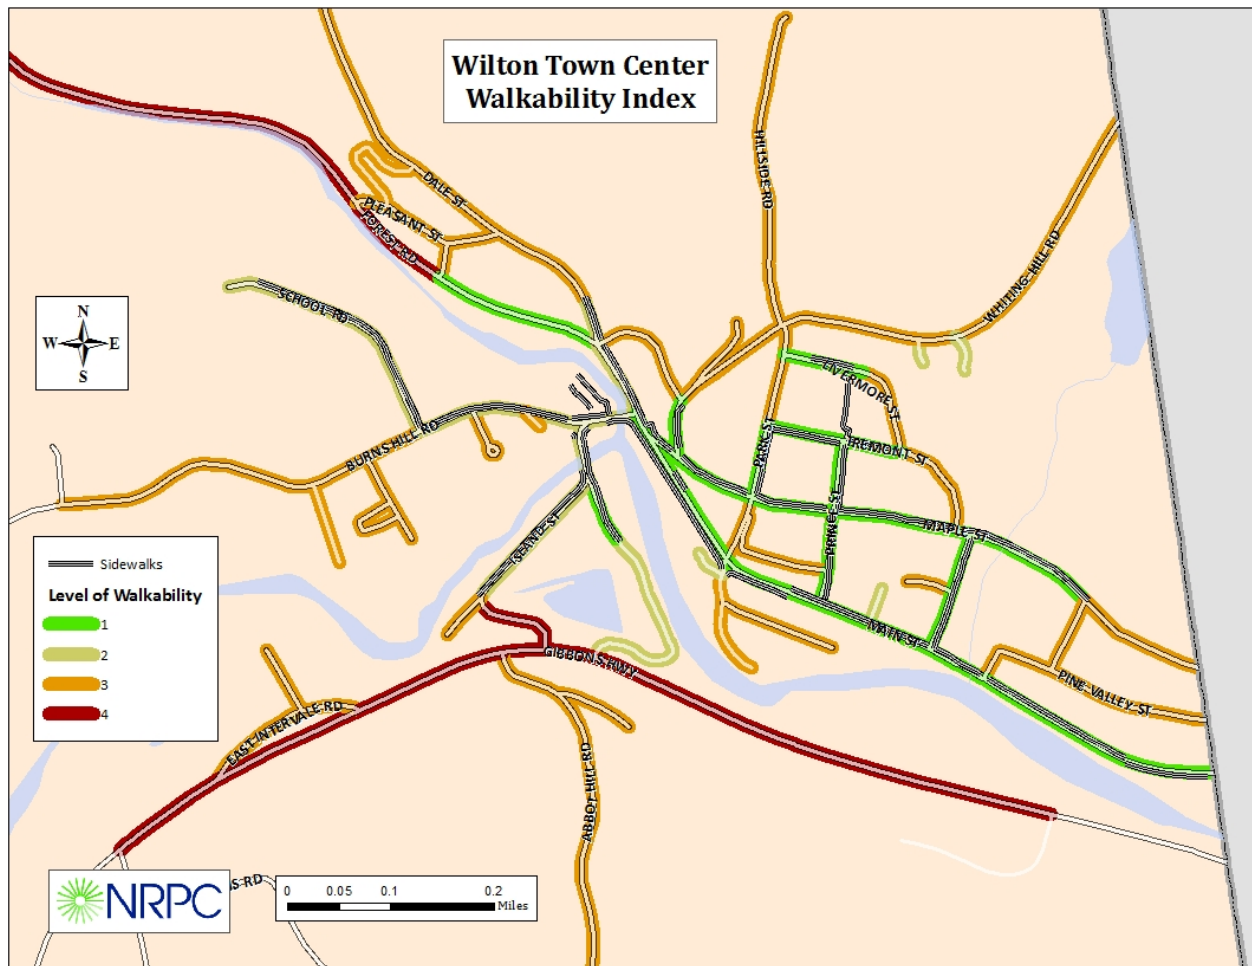 Wilton Town Center
Walkability Index
HILLSIDE RD
DALE ST
PLEASANT ST
FOREST RD
WHITING HILL RD
SCHOOL RD
N
W
E
S
LIVERMORE ST
BURNS HILL RD
PARK ST
TREMONT ST
ISLAND ST
PRINCE ST
MAPLE ST
Sidewalks
Level of Walkability
1
2
3
4
MAIN ST
GIBBONS HWY
PINE VALLEY ST
EAST INTERVALE RD
ABBOT HILL RD
RD
NRPC
0
0.05
0.1
0.2
Miles